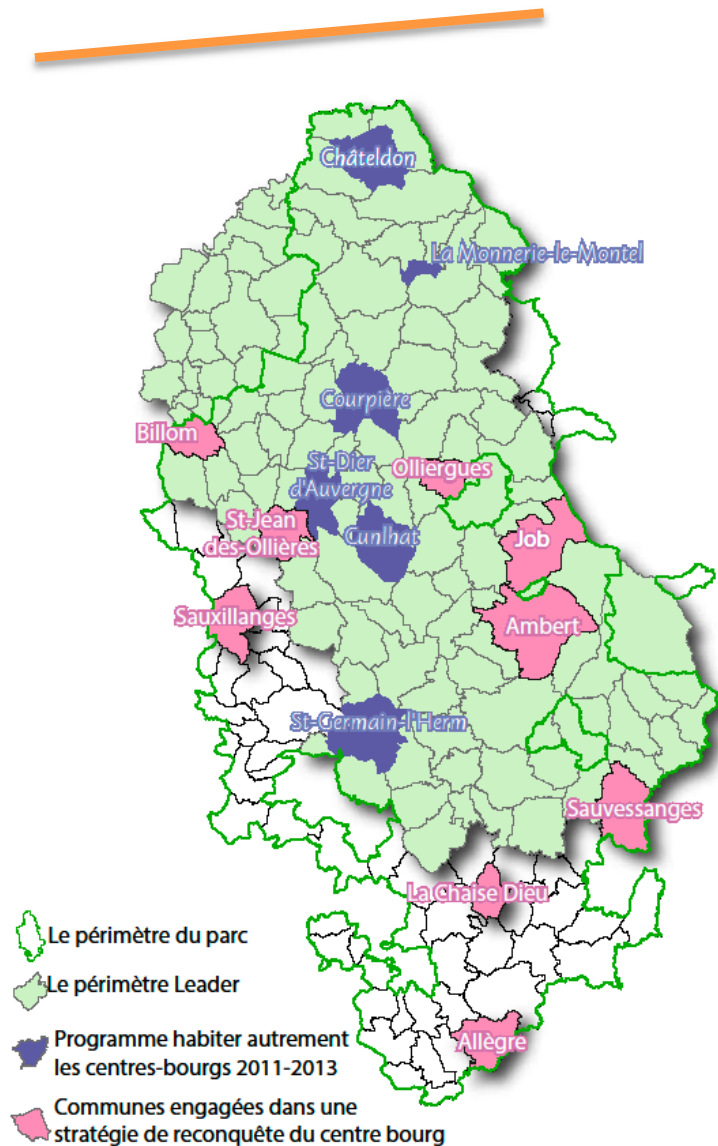 Châteldon
La Monnerie-le-Montel
Courpière
Billom
St-Dier
d'Auvergne
Olliergues
St-Jean
des-Ollières
Cunlhat
Job
Sauxillanges
Ambert
St-Germain-l'Herm
Sauvessanges
La Chaise Dieu
Le périmètre du parc
Le périmètre Leader
Programme habiter autrement
les centres-bourgs 2011-2013
Allègre
Communes engagées dans une
stratégie de reconquête du centre bourg